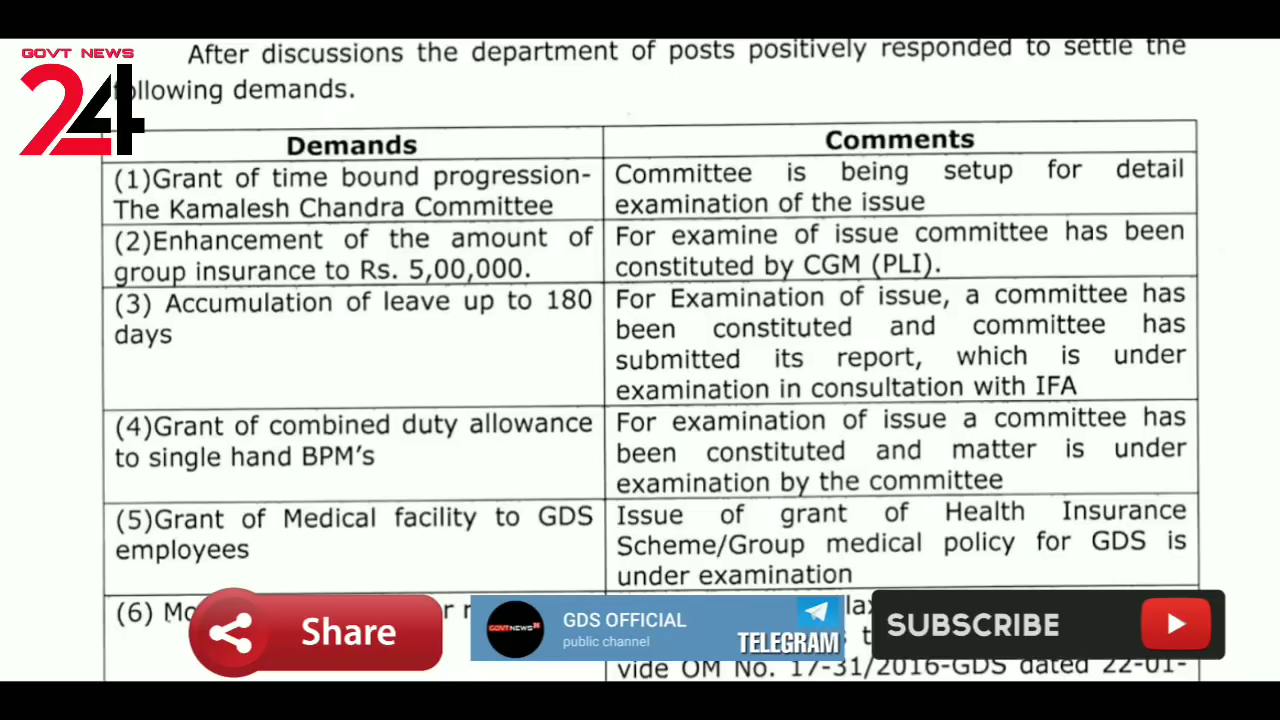 GOVT NEWS
24
After discussions the department of posts positively responded to settle the
following demands.
Demands
Comments
(1)Grant of time bound progression-
The Kamalesh Chandra Committee
Committee is being setup for detail
examination of the issue
(2)Enhancement of the amount of
group insurance to Rs. 5,00,000.
For examine of issue committee has been
constituted by CGM (PLI).
(3) Accumulation of leave up to 180
days
For Examination of issue, a committee has
been constituted and committee has
submitted its report, which is under
examination in consultation with IFA
(4)Grant of combined duty allowance
to single hand BPM's
For examination of issue a committee has
been constituted and matter is under
examination by the committee
(5)Grant of Medical facility to GDS
employees
Issue of grant of Health Insurance
Scheme/Group medical policy for GDS is
under examination
(6)
vide OM No. 17-31/2016-GDS dated 22-01-
Share
GOVT NEWS 24
GDS OFFICIAL
public channel
TELEGRAM
SUBSCRIBE